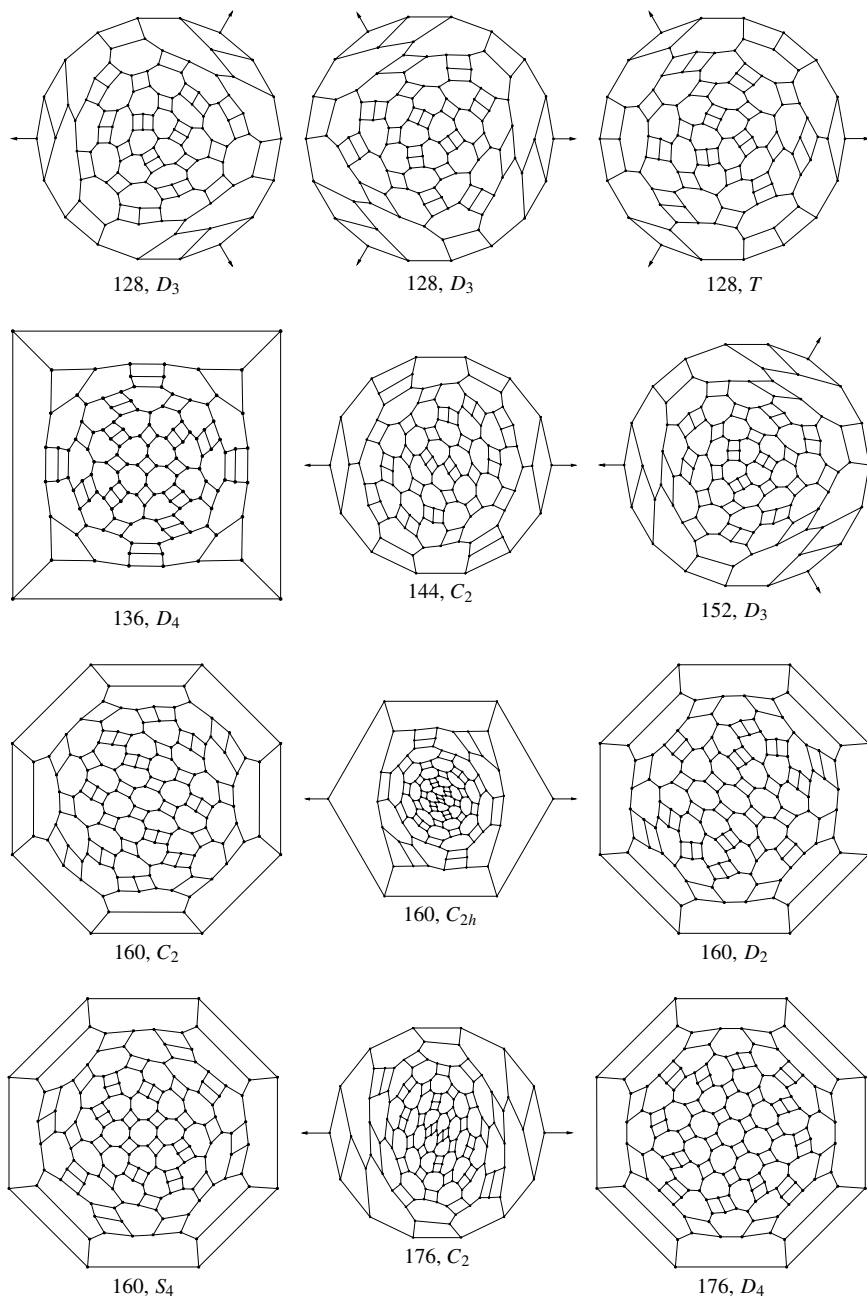 128, D₃
128, D₃
128, T
136, D₄
144, C₂
152, D₃
160, C₂
160, C₂ₕ
160, D₂
160, S₄
176, C₂
176, D₄